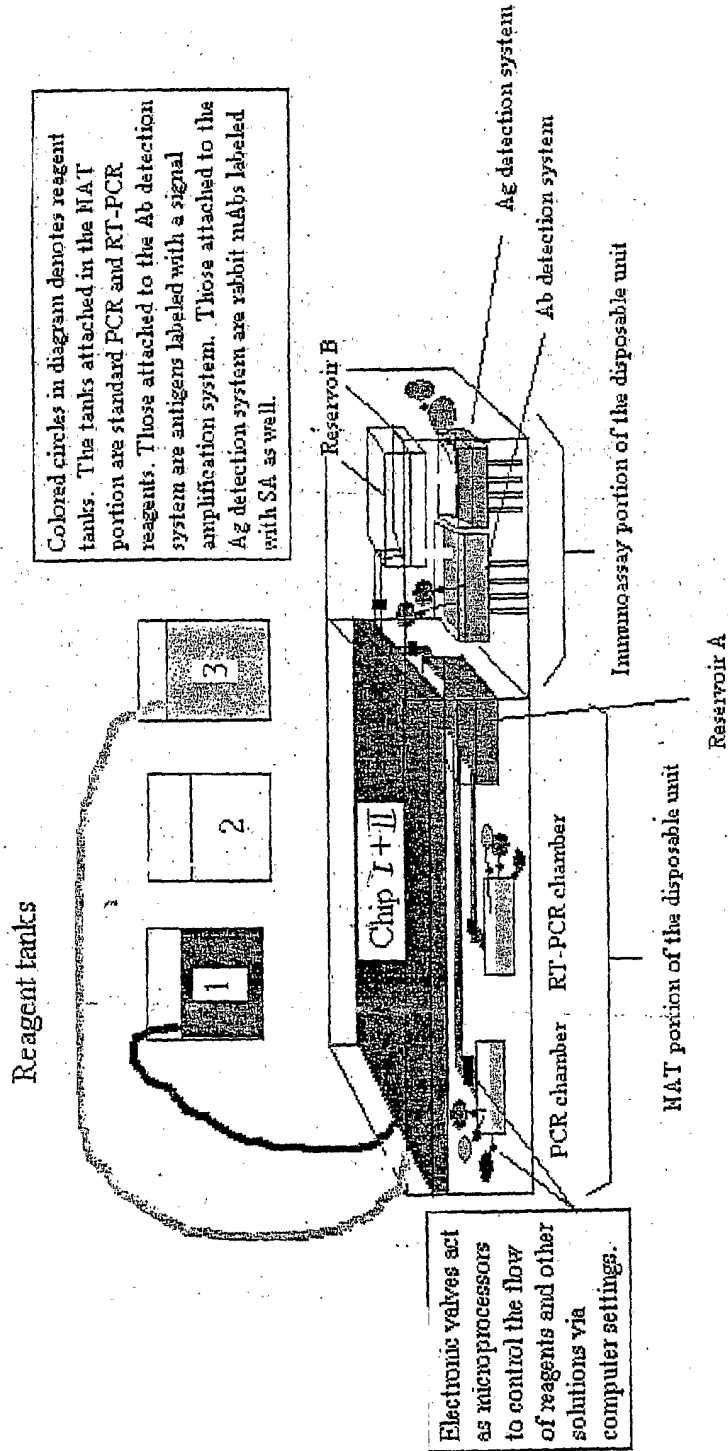 Reagent tanks
1
2
3
Colored circles in diagram denotes reagent
tanks. The tanks attached in the NAT
portion are standard PCR and RT-PCR
reagents. Those attached to the Ab detection
system are antigens labeled with a signal
amplification system. Those attached to the
Ag detection system are rabbit mAbs labeled
with SA as well.
Electronic valves act
as microprocessors
to control the flow
of reagents and other
solutions via
computer settings.
Chip I+II
Reservoir B
PCR chamber
RT-PCR chamber
Ag detection system
Ab detection system
NAT portion of the disposable unit
Immunoassay portion of the disposable unit
Reservoir A